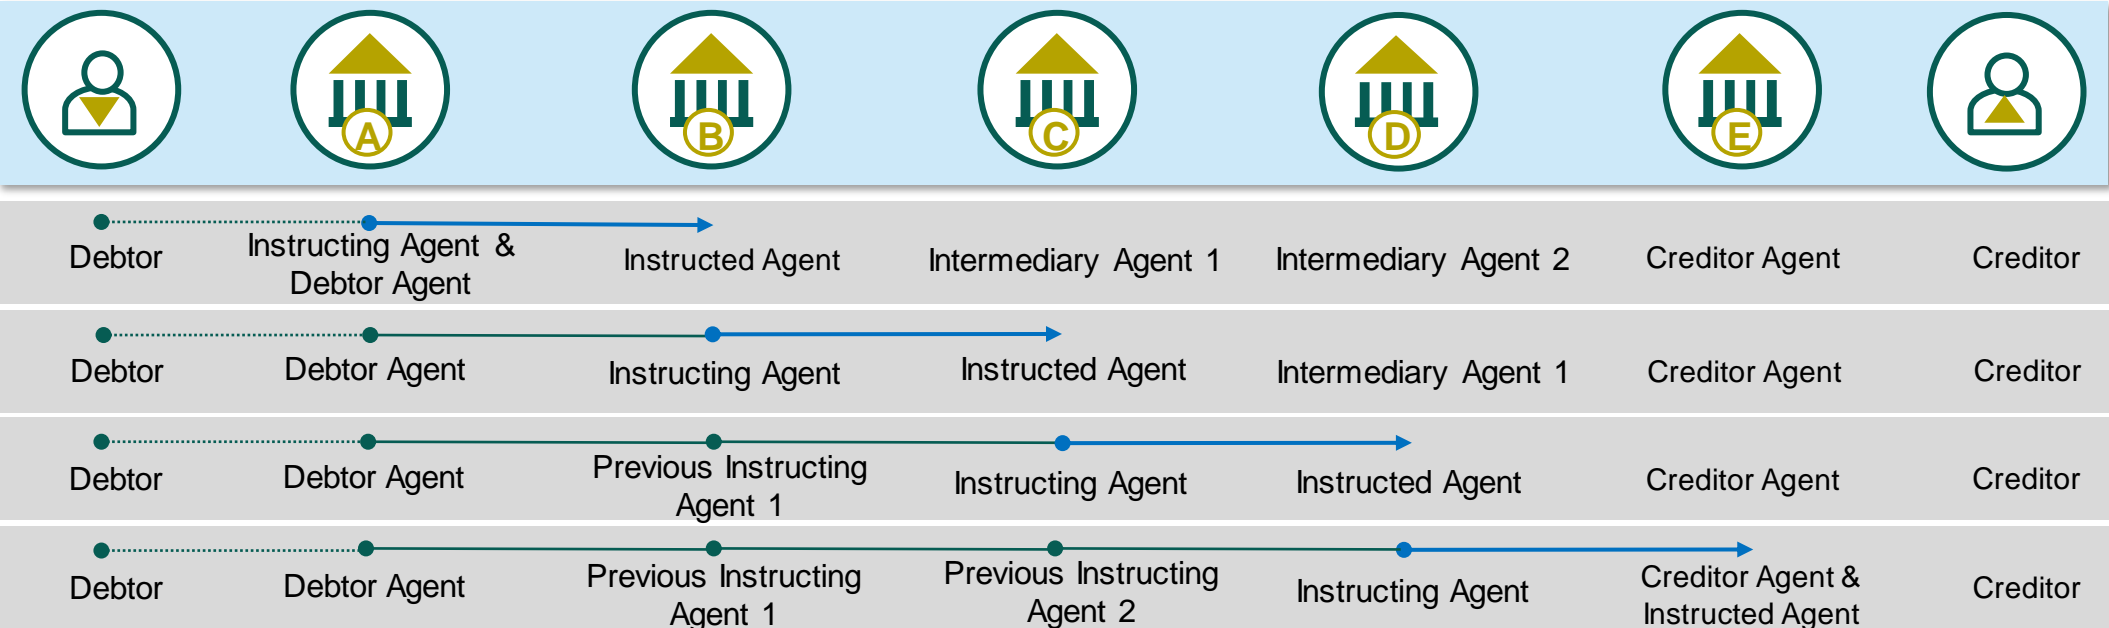 A B C D E
Debtor
Instructing Agent &
Debtor Agent
Instructed Agent
Intermediary Agent 1
Intermediary Agent 2
Creditor Agent
Creditor
Debtor
Debtor Agent
Instructing Agent
Instructed Agent
Intermediary Agent 1
Creditor Agent
Creditor
Debtor
Debtor Agent
Previous Instructing
Agent 1
Instructing Agent
Instructed Agent
Creditor Agent
Creditor
Debtor
Debtor Agent
Previous Instructing
Agent 1
Previous Instructing
Agent 2
Instructing Agent
Creditor Agent &
Instructed Agent
Creditor